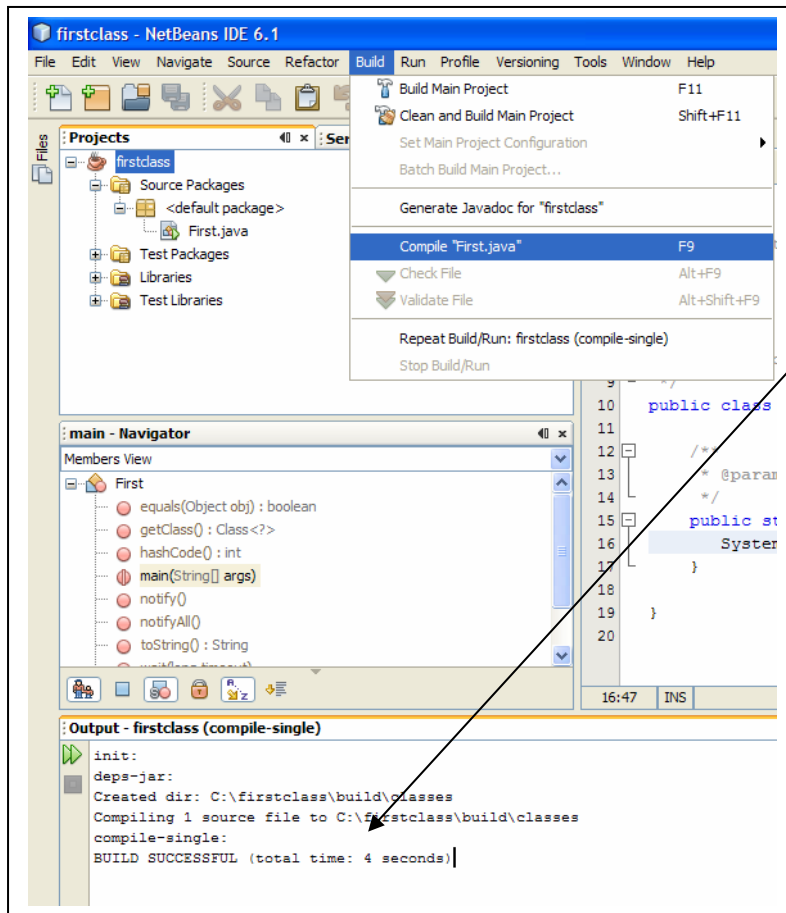 firstclass - NetBeans IDE 6.1
File Edit View Navigate Source Refactor Build Run Profile Versioning Tools Window Help
Build Main Project F11
Clean and Build Main Project Shift+F11
Set Main Project Configuration
Batch Build Main Project...
Generate Javadoc for "firstclass"
Compile "First.java" F9
Check File Alt+F9
Validate File Alt+Shift+F9
Repeat Build/Run: firstclass (compile-single)
Stop Build/Run
Files
Projects
Ser
firstclass
Source Packages
<default package>
First.java
Test Packages
Libraries
Test Libraries
9 */
10 public class
11
12 /**
13 * @param
14 */
15 public st
16 System
17 }
18
19 }
20
16:47 INS
main - Navigator
Members View
First
equals(Object obj) : boolean
getClass() : Class<?>
hashCode() : int
main(String[] args)
notify()
notifyAll()
toString() : String
Output - firstclass (compile-single)
init:
deps-jar:
Created dir: C:\firstclass\build\classes
Compiling 1 source file to C:\firstclass\build\classes
compile-single:
BUILD SUCCESSFUL (total time: 4 seconds)